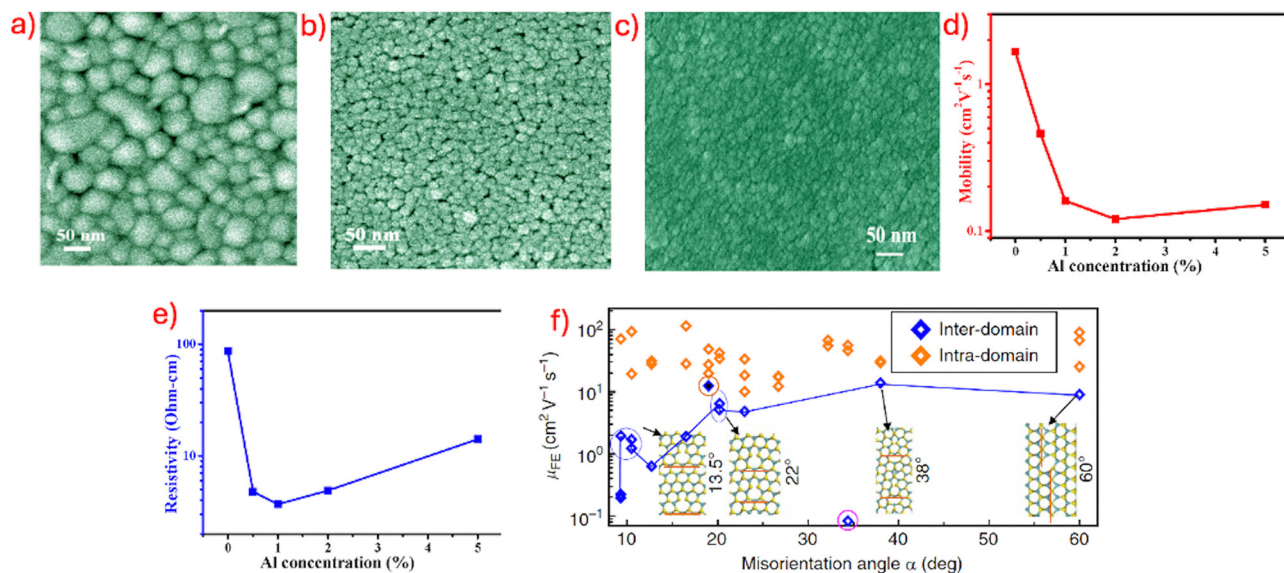 a)
50 nm
b)
50 nm
c)
50 nm
d)
Mobility (cm²V⁻¹s⁻¹)
1
0.1
0 1 2 3 4 5
Al concentration (%)
e)
Resistivity (Ohm-cm)
100
10
0 1 2 3 4 5
Al concentration (%)
f)
μFE (cm² V⁻¹ s⁻¹)
10²
10¹
10⁰
10⁻¹
Inter-domain
Intra-domain
13.5°
22°
38°
60°
10 20 30 40 50 60
Misorientation angle α (deg)